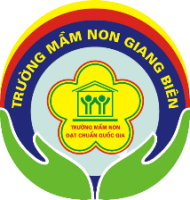 TRƯỜNG MẦM NON GIANG BIÊN
TRƯỜNG MẦM NON
ĐẠT CHUẨN QUỐC GIA